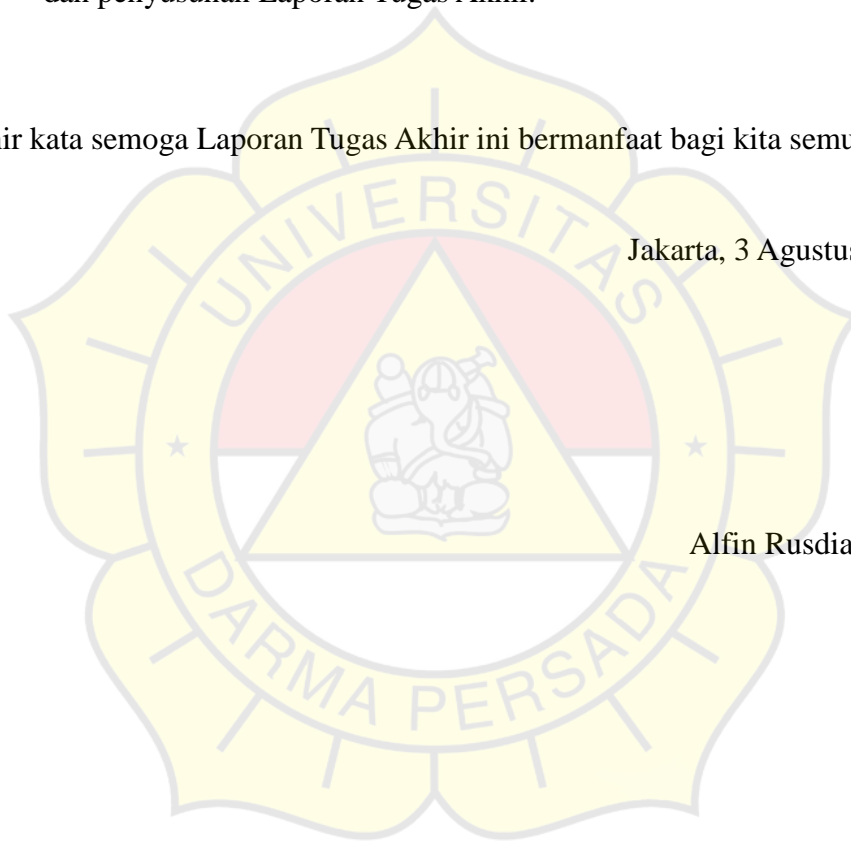 dan penyusunan Laporan Tugas Akhir.
hir kata semoga Laporan Tugas Akhir ini bermanfaat bagi kita semu
Jakarta, 3 Agustus
Alfin Rusdia
UNIVERSITAS
DARMA PERSADA